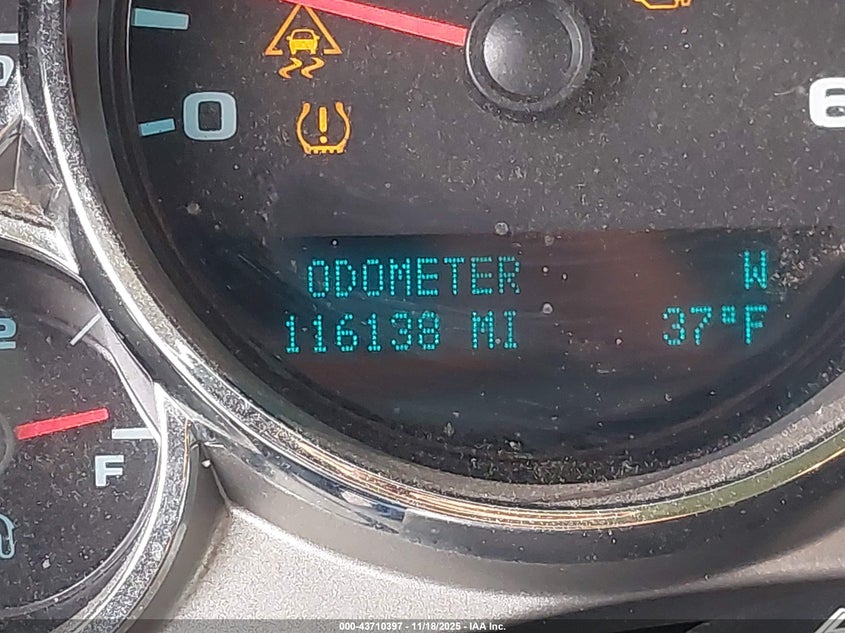 0
6
ODOMETER W
116138 MI 37°F
F
000-43710397 - 11/18/2025 - IAA Inc.